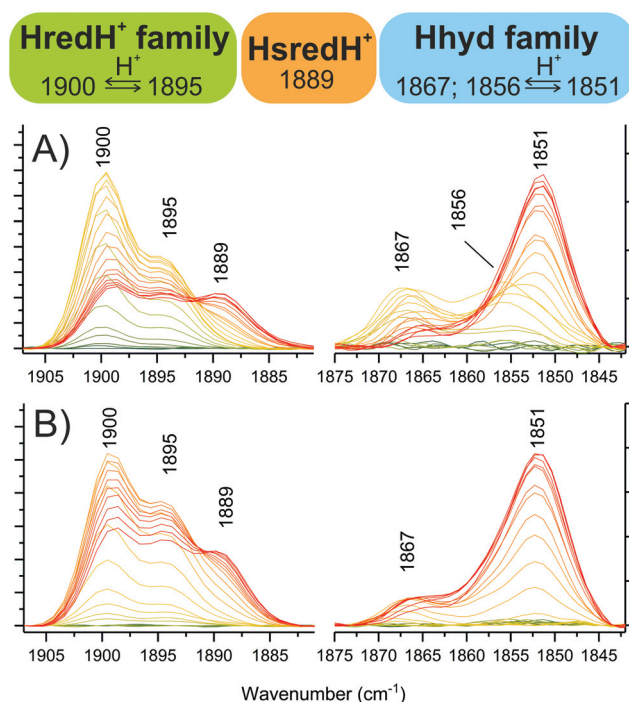 HredH⁺ family
H⁺
1900 ⇌ 1895
HsredH⁺
1889
Hhyd family
H⁺
1867; 1856 ⇌ 1851
A)
1900
1895
1889
1867
1856
1851
1905 1900 1895 1890 1885
1875 1870 1865 1860 1855 1850 1845
B)
1900
1895
1889
1867
1851
1905 1900 1895 1890 1885
1875 1870 1865 1860 1855 1850 1845
Wavenumber (cm⁻¹)